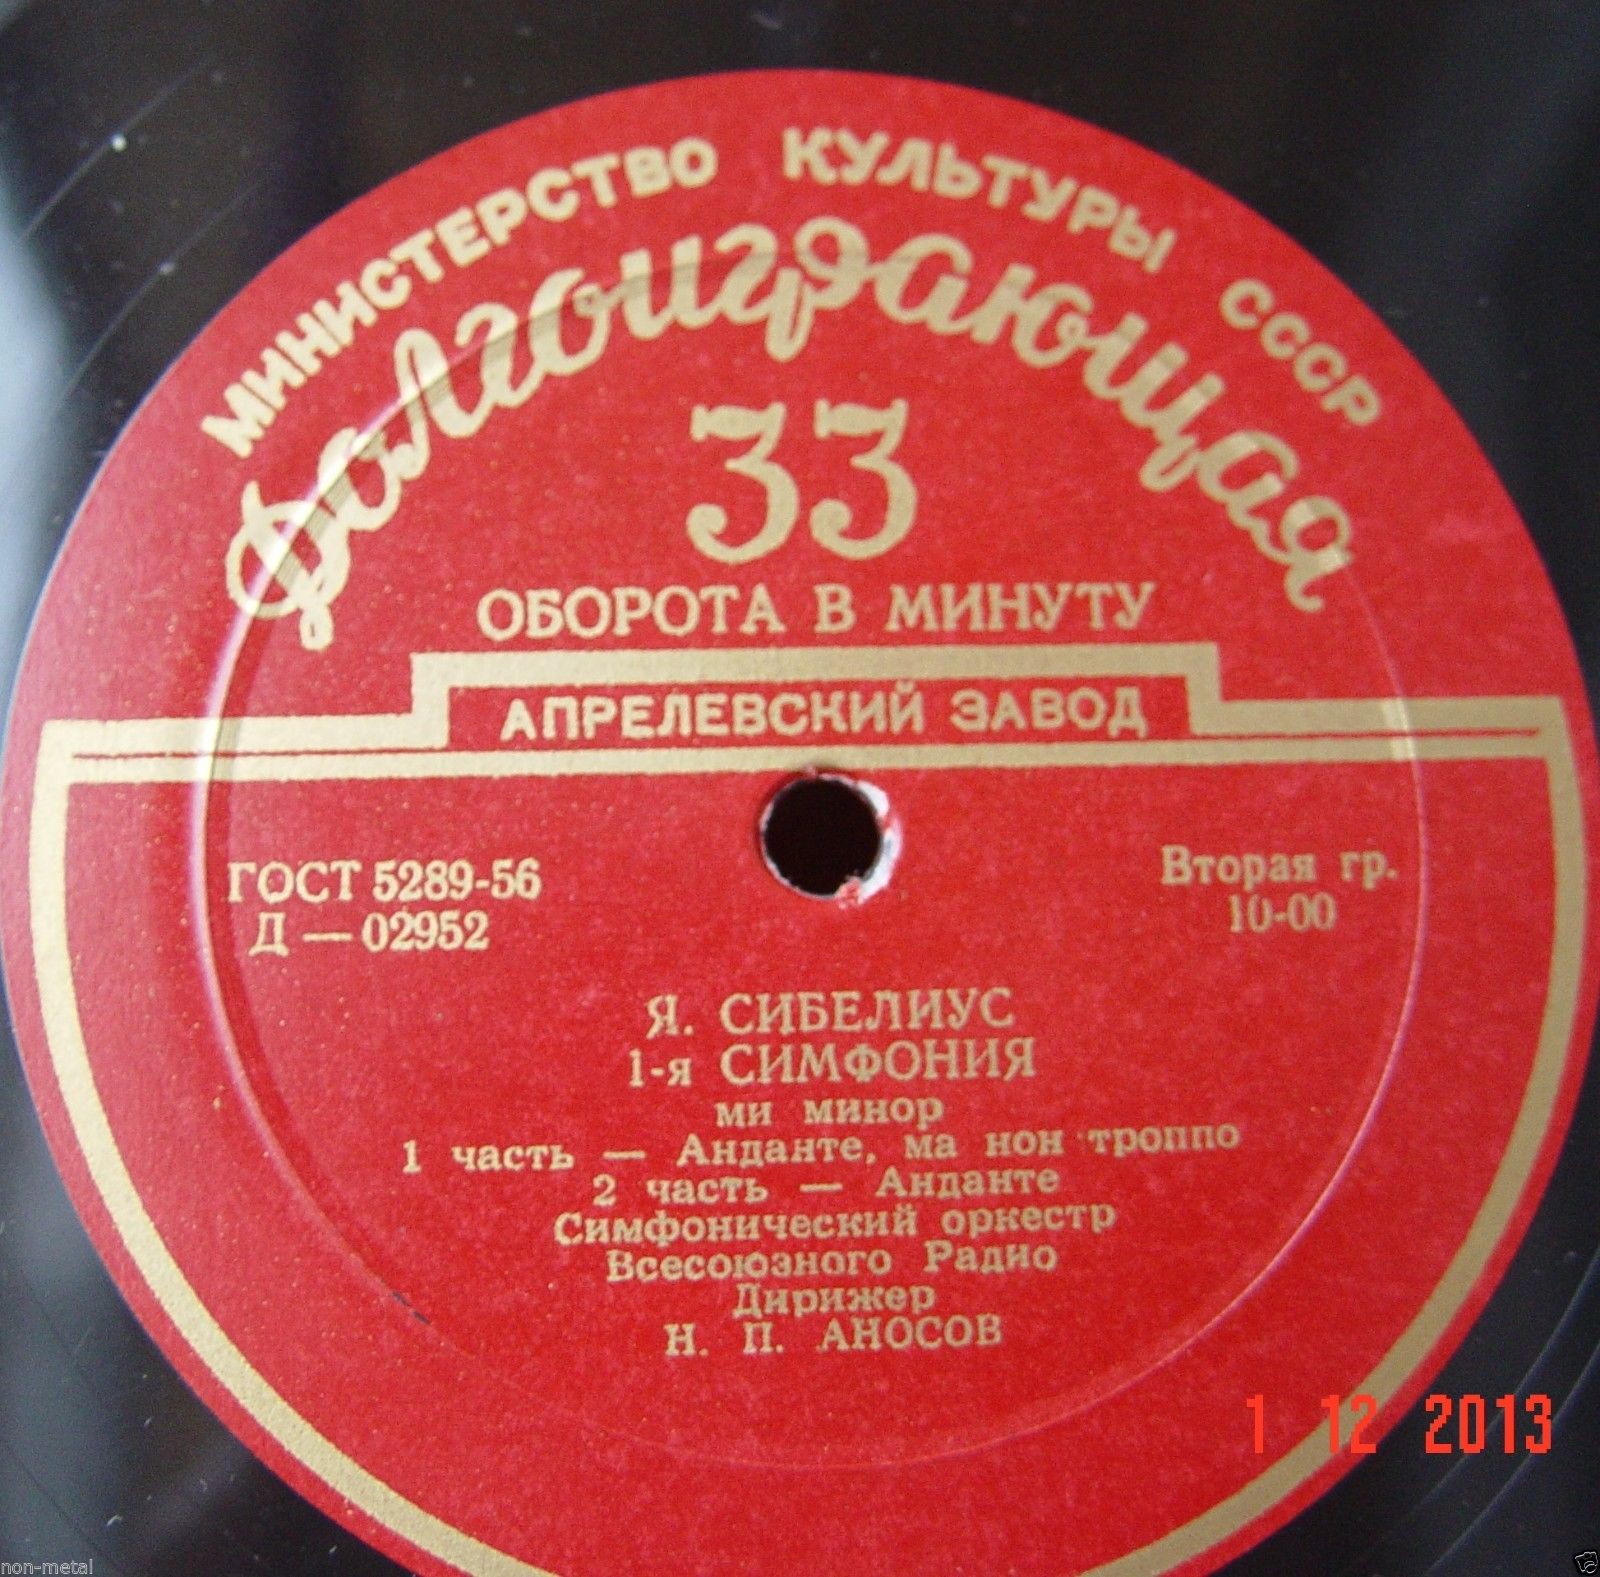 МИНИСТЕРСТВО КУЛЬТУРЫ СССР
Долгоиграющая
33
ОБОРОТА В МИНУТУ
АПРЕЛЕВСКИЙ ЗАВОД
ГОСТ 5289-56
Д — 02952
Вторая гр.
10-00
Я. СИБЕЛИУС
1-я СИМФОНИЯ
ми минор
1 часть — Анданте, ма нон троппо
2 часть — Анданте
Симфонический оркестр
Всесоюзного Радио
Дирижер
Н. П. АНОСОВ
1 12 2013
non-metal